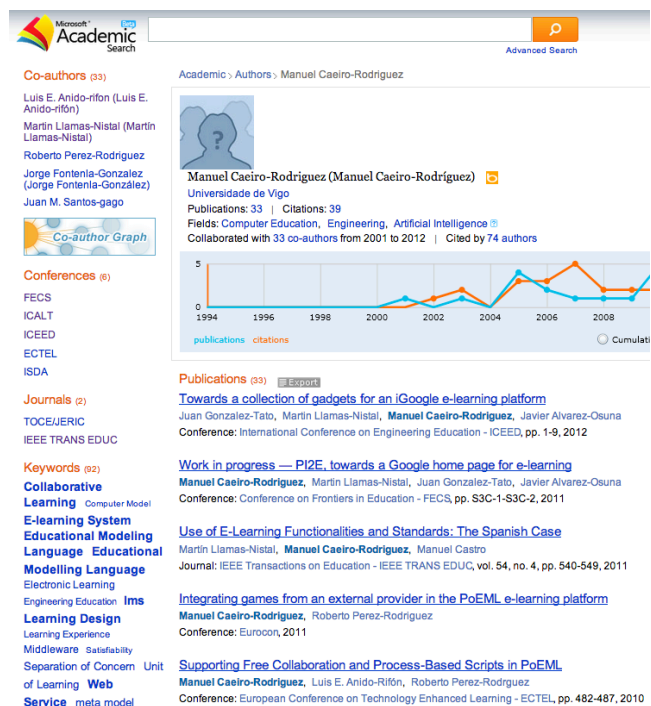 Microsoft® Beta
Academic
Search
Advanced Search
Co-authors (33)
Luis E. Anido-rifon (Luis E.
Anido-rifón)
Martin Llamas-Nistal (Martín
Llamas-Nistal)
Roberto Perez-Rodriguez
Jorge Fontenla-Gonzalez
(Jorge Fontenla-González)
Juan M. Santos-gago
Co-author Graph
Conferences (6)
FECS
ICALT
ICEED
ECTEL
ISDA
Journals (2)
TOCE/JERIC
IEEE TRANS EDUC
Keywords (92)
Collaborative
Learning Computer Model
E-learning System
Educational Modeling
Language Educational
Modelling Language
Electronic Learning
Engineering Education Ims
Learning Design
Learning Experience
Middleware Satisfiability
Separation of Concern Unit
of Learning Web
Service meta model
Academic > Authors > Manuel Caeiro-Rodriguez
?
Manuel Caeiro-Rodriguez (Manuel Caeiro-Rodríguez) b
Universidade de Vigo
Publications: 33 | Citations: 39
Fields: Computer Education, Engineering, Artificial Intelligence ?
Collaborated with 33 co-authors from 2001 to 2012 | Cited by 74 authors
5
0
1994 1996 1998 2000 2002 2004 2006 2008
publications citations Cumulati
Publications (33) Export
Towards a collection of gadgets for an iGoogle e-learning platform
Juan Gonzalez-Tato, Martin Llamas-Nistal, Manuel Caeiro-Rodriguez, Javier Alvarez-Osuna
Conference: International Conference on Engineering Education - ICEED, pp. 1-9, 2012
Work in progress — PI2E, towards a Google home page for e-learning
Manuel Caeiro-Rodriguez, Martin Llamas-Nistal, Juan Gonzalez-Tato, Javier Alvarez-Osuna
Conference: Conference on Frontiers in Education - FECS, pp. S3C-1-S3C-2, 2011
Use of E-Learning Functionalities and Standards: The Spanish Case
Martín Llamas-Nistal, Manuel Caeiro-Rodriguez, Manuel Castro
Journal: IEEE Transactions on Education - IEEE TRANS EDUC, vol. 54, no. 4, pp. 540-549, 2011
Integrating games from an external provider in the PoEML e-learning platform
Manuel Caeiro-Rodriguez, Roberto Perez-Rodriguez
Conference: Eurocon, 2011
Supporting Free Collaboration and Process-Based Scripts in PoEML
Manuel Caeiro-Rodriguez, Luis E. Anido-Rifón, Roberto Perez-Rodrguez
Conference: European Conference on Technology Enhanced Learning - ECTEL, pp. 482-487, 2010